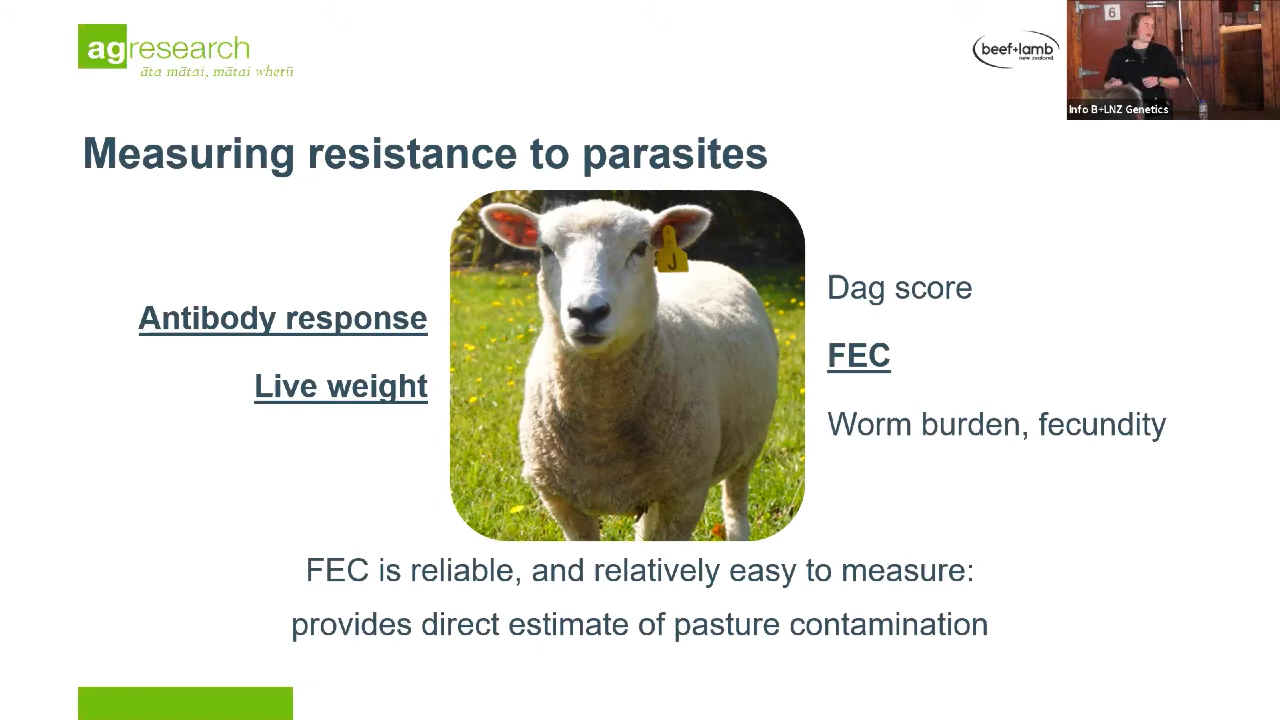 agresearch
āta mātai, mātai whetū
beef+lamb
new zealand
6
Info B+LNZ Genetics
Measuring resistance to parasites
Antibody response
Live weight
J
Dag score
FEC
Worm burden, fecundity
FEC is reliable, and relatively easy to measure:
provides direct estimate of pasture contamination